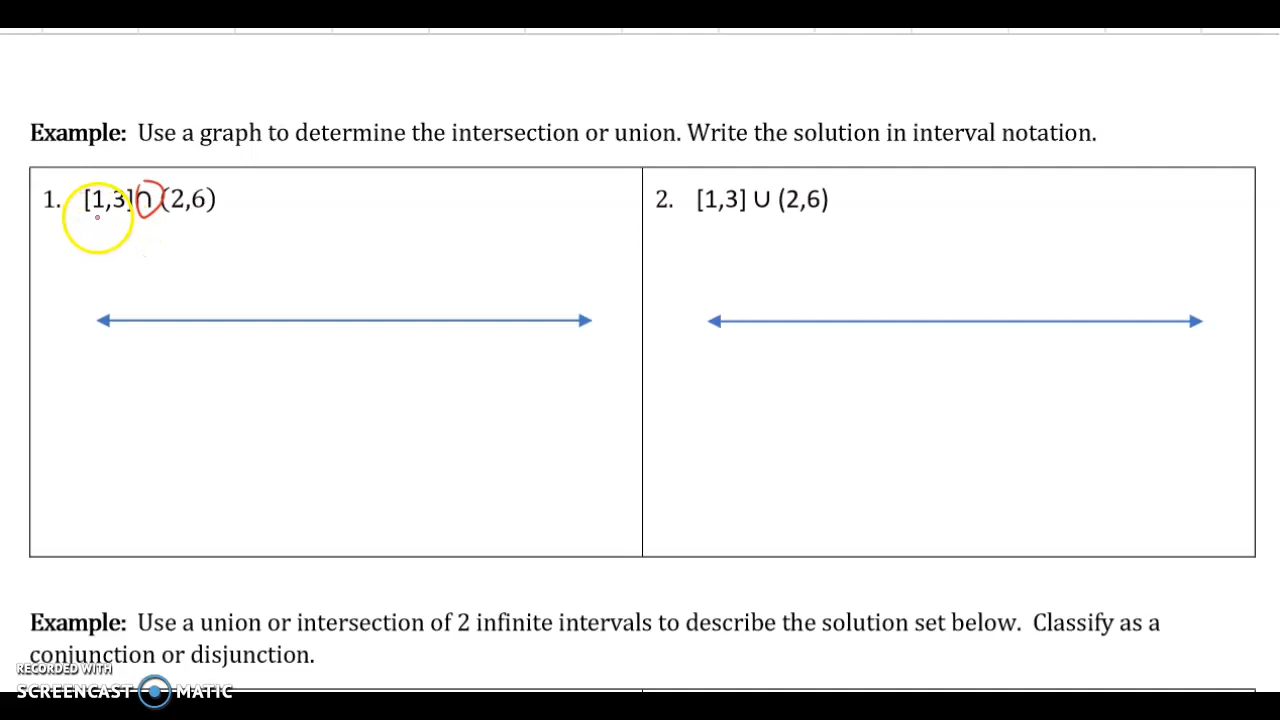 Example: Use a graph to determine the intersection or union. Write the solution in interval notation.
1. [1,3]∩(2,6)
2. [1,3] ∪ (2,6)
Example: Use a union or intersection of 2 infinite intervals to describe the solution set below. Classify as a
conjunction or disjunction.
RECORDED WITH
SCREENCAST MATIC